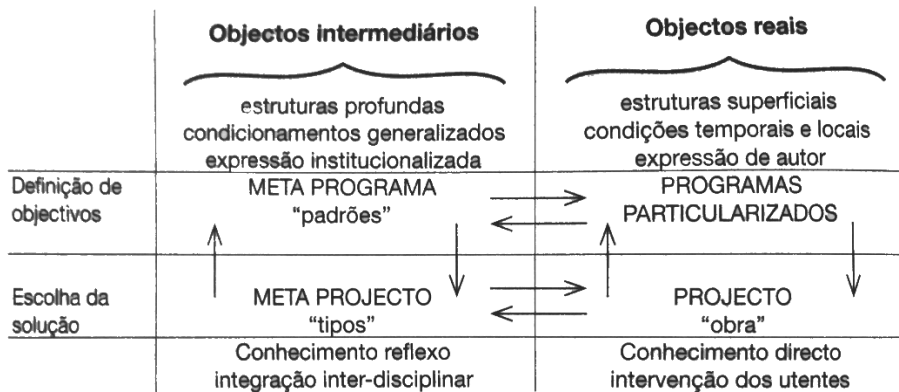 Objectos intermediários
Objectos reais
estruturas profundas
condicionamentos generalizados
expressão institucionalizada
estruturas superficiais
condições temporais e locais
expressão de autor
Definição de
objectivos
META PROGRAMA
“padrões”
PROGRAMAS
PARTICULARIZADOS
Escolha da
solução
META PROJECTO
“tipos”
PROJECTO
“obra”
Conhecimento reflexo
integração inter-disciplinar
Conhecimento directo
intervenção dos utentes